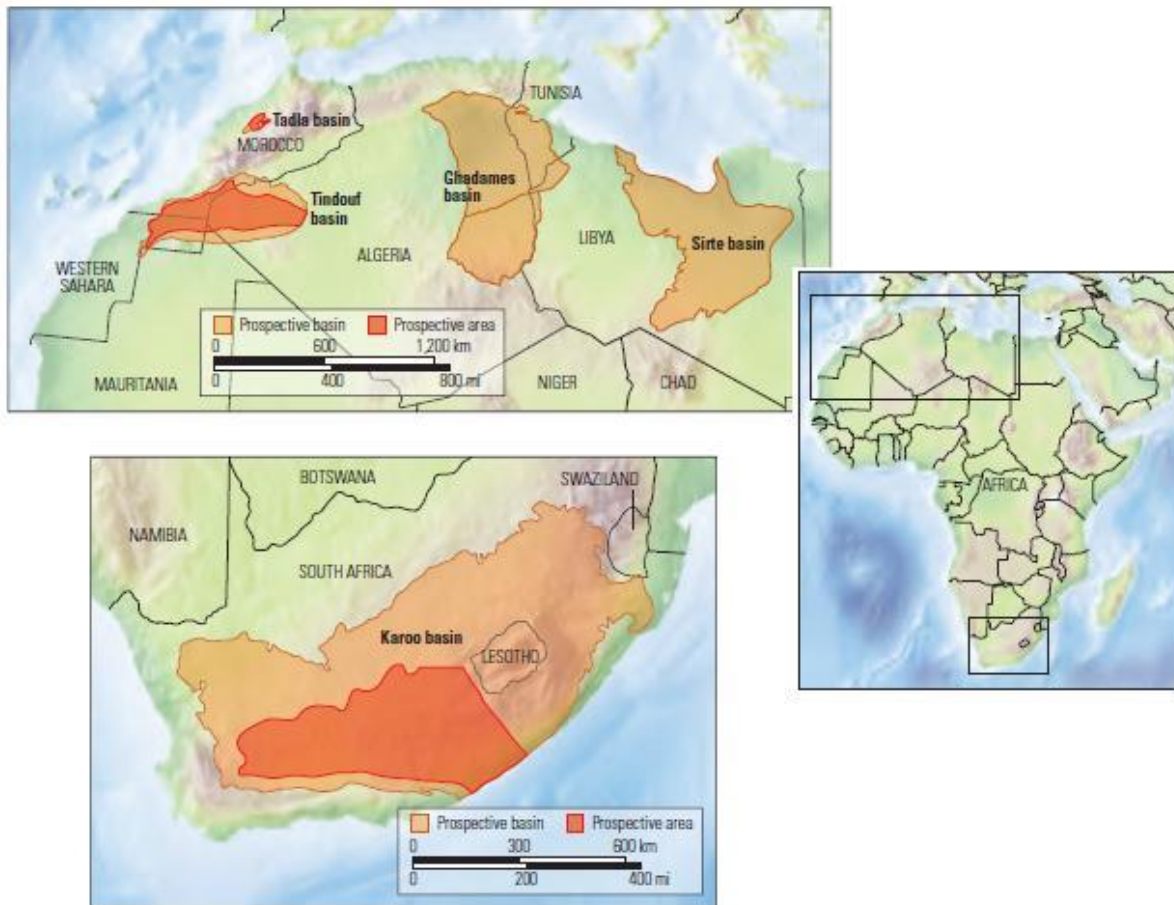 TUNISIA
Tadla basin
MOROCCO
Ghadames
basin
Tindouf
basin
Sirte basin
LIBYA
ALGERIA
WESTERN
SAHARA
Prospective basin Prospective area
0 600 1,200 km
0 400 800 mi
MAURITANIA
NIGER
CHAD
AFRICA
BOTSWANA
SWAZILAND
NAMIBIA
SOUTH AFRICA
Karoo basin
LESOTHO
Prospective basin Prospective area
0 300 600 km
0 200 400 mi